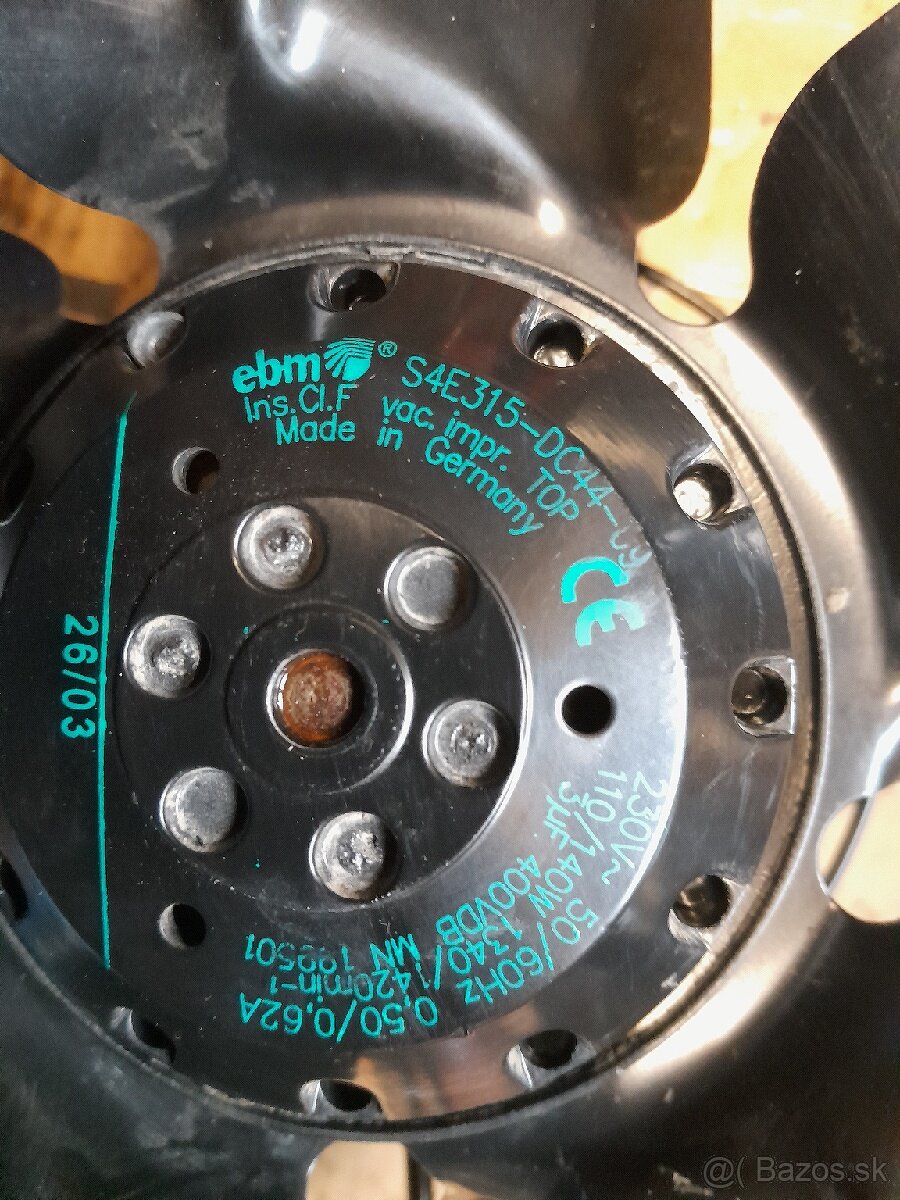 ebm® S4E315-DC44-09
Ins.Cl.F vac. impr. TOP
Made in Germany
CE
230V~ 50/60Hz 0,50/0,62A
110/140W 1340/1420min⁻¹
3µF 400VDB MN
26/03
@( Bazos.sk